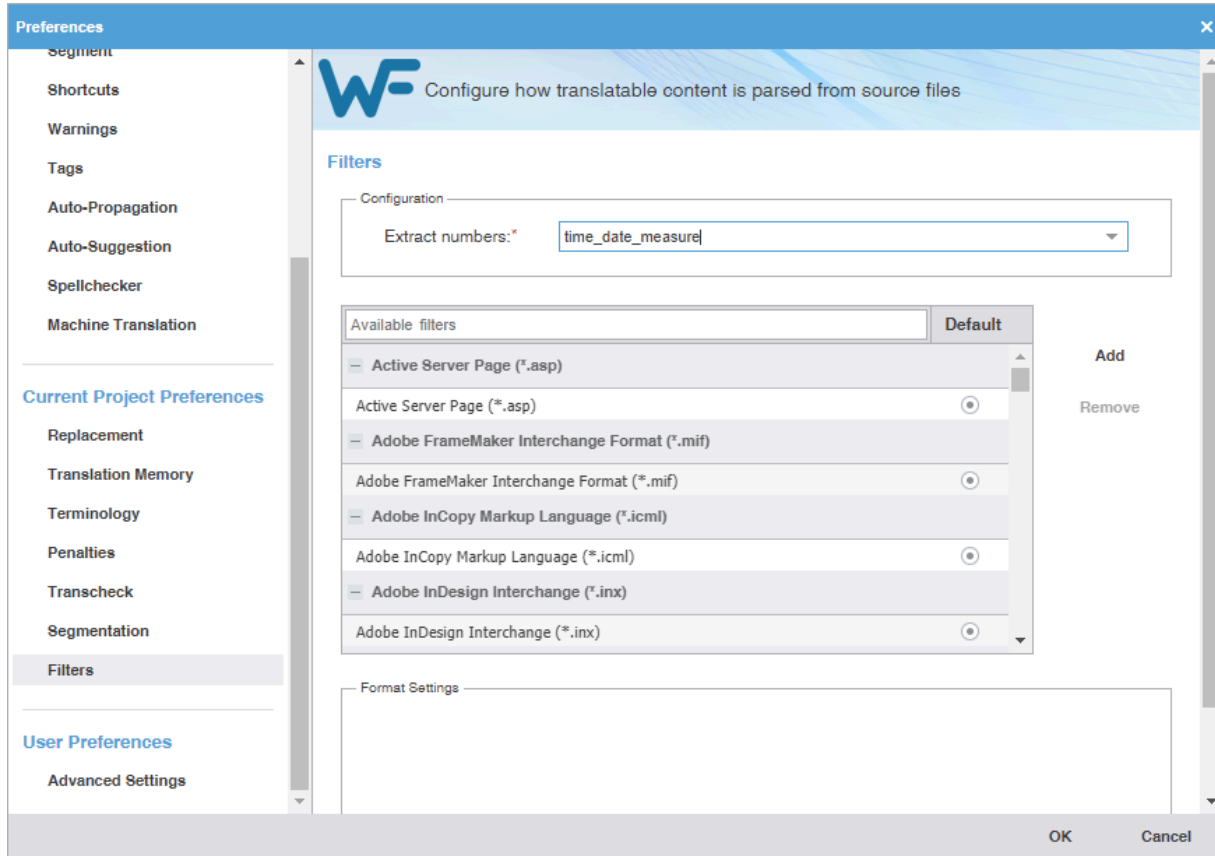 Preferences
Segment
Shortcuts
Warnings
Tags
Auto-Propagation
Auto-Suggestion
Spellchecker
Machine Translation
Current Project Preferences
Replacement
Translation Memory
Terminology
Penalties
Transcheck
Segmentation
Filters
User Preferences
Advanced Settings
WF Configure how translatable content is parsed from source files
Filters
Configuration
Extract numbers:* time_date_measure
Available filters Default
Active Server Page (*.asp)
Active Server Page (*.asp)
Adobe FrameMaker Interchange Format (*.mif)
Adobe FrameMaker Interchange Format (*.mif)
Adobe InCopy Markup Language (*.icml)
Adobe InCopy Markup Language (*.icml)
Adobe InDesign Interchange (*.inx)
Adobe InDesign Interchange (*.inx)
Add
Remove
Format Settings
OK Cancel